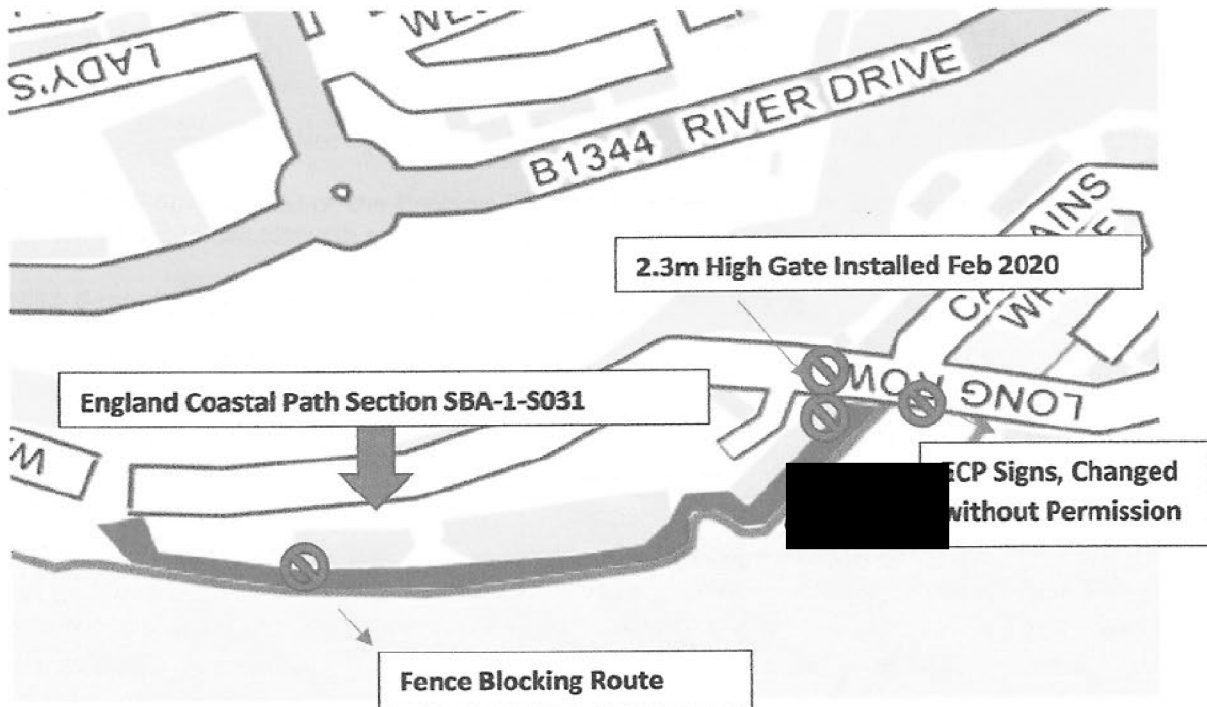 LADY'S
B1344 RIVER DRIVE
2.3m High Gate Installed Feb 2020
England Coastal Path Section SBA-1-S031
LONG ROW
ECP Signs, Changed
without Permission
Fence Blocking Route